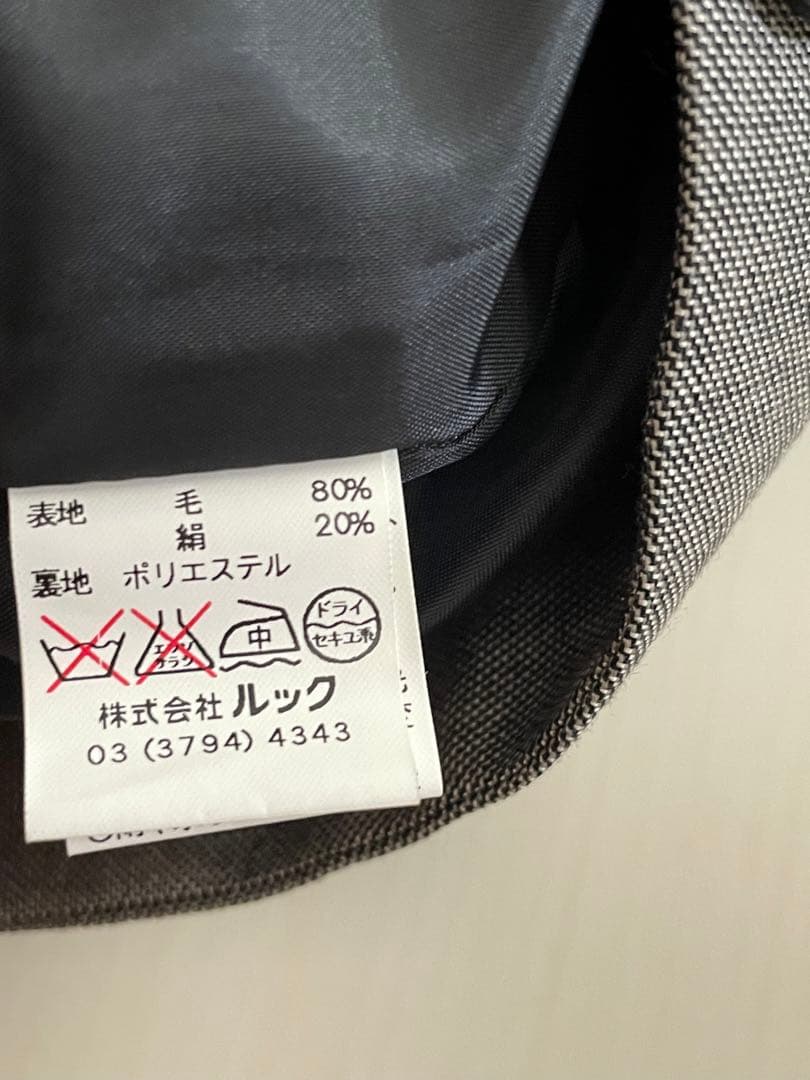 表地 毛 80%
絹 20%
裏地 ポリエステル
エンソ
サラシ
中
ドライ
セキユ系
株式会社 ルック
03 (3794) 4343